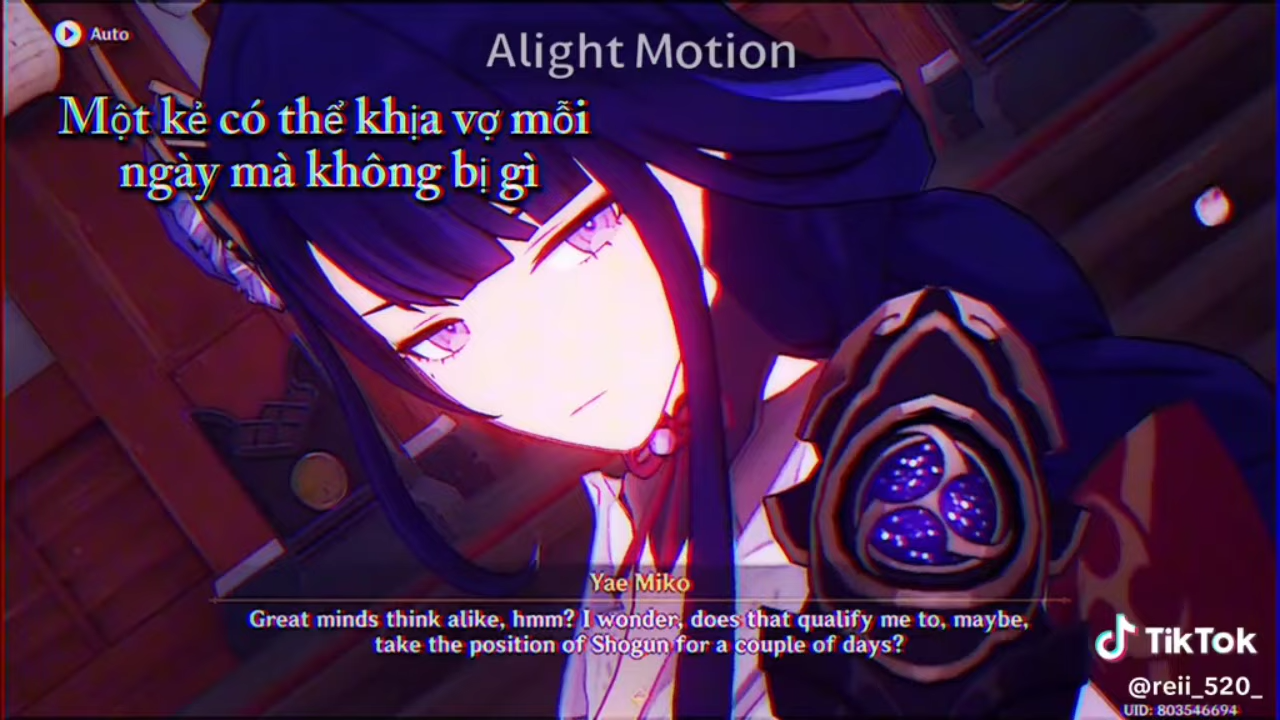 Auto
Alight Motion
Một kẻ có thể khịa vợ mỗi
ngày mà không bị gì
Yae Miko
Great minds think alike, hmm? I wonder, does that qualify me to, maybe,
take the position of Shogun for a couple of days?
TikTok
@reii_520_
UID: 803546694